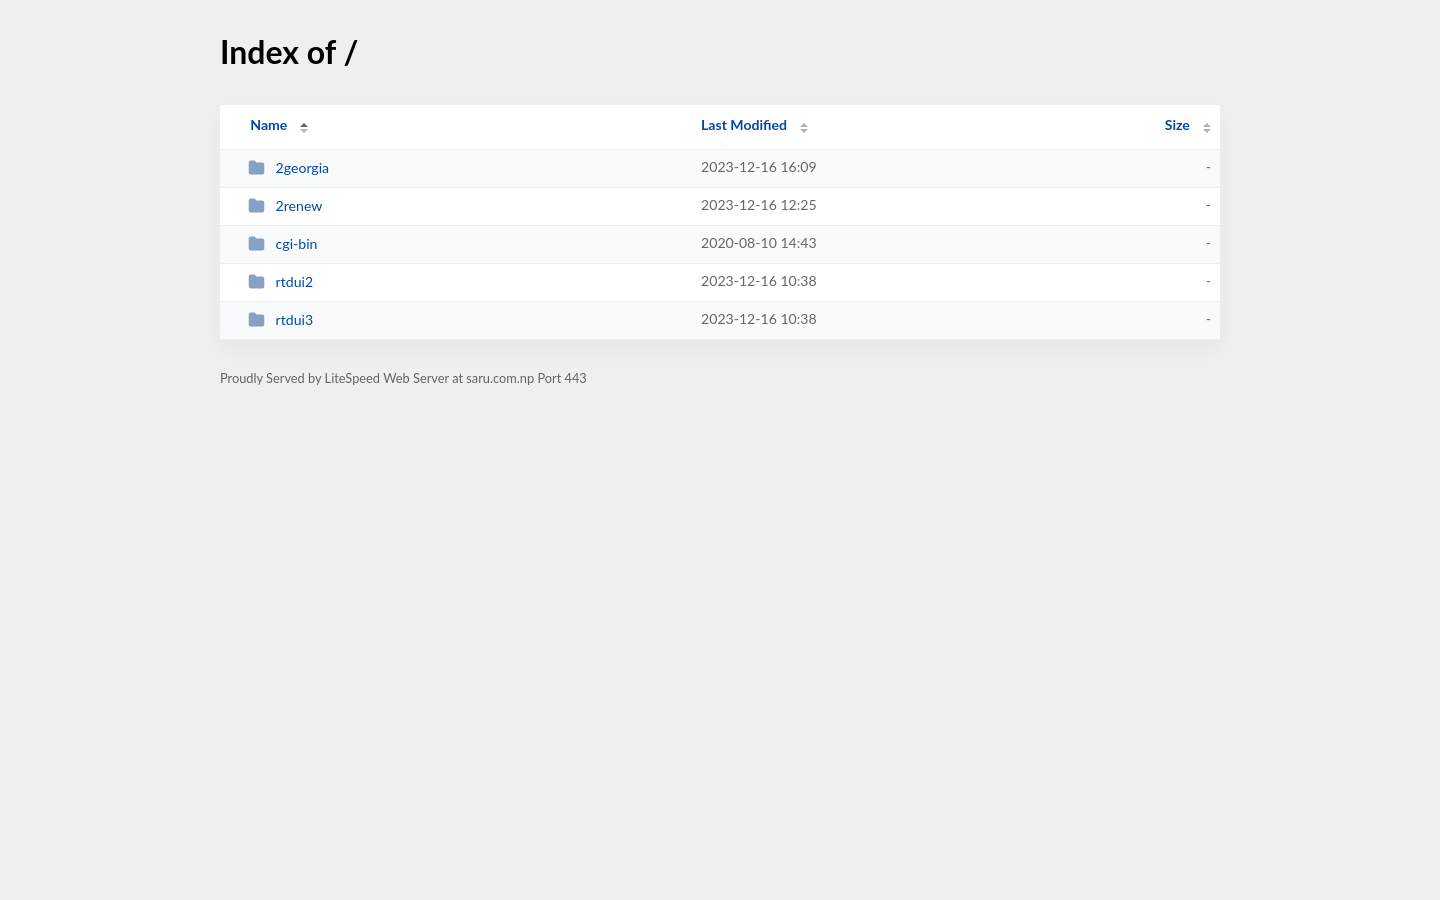 Index of /
Name Last Modified Size
2georgia 2023-12-16 16:09 -
2renew 2023-12-16 12:25 -
cgi-bin 2020-08-10 14:43 -
rtdui2 2023-12-16 10:38 -
rtdui3 2023-12-16 10:38 -
Proudly Served by LiteSpeed Web Server at saru.com.np Port 443